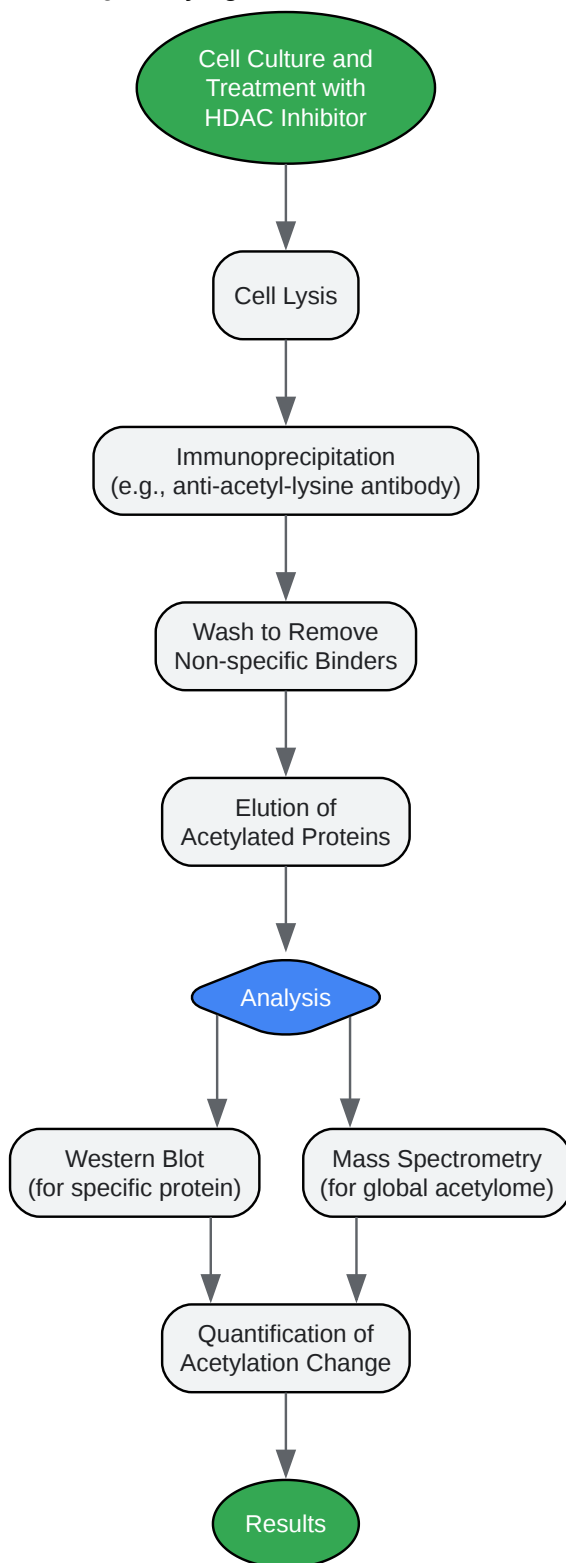 Cell Culture and
Treatment with
HDAC Inhibitor
Cell Lysis
Immunoprecipitation
(e.g., anti-acetyl-lysine antibody)
Wash to Remove
Non-specific Binders
Elution of
Acetylated Proteins
Analysis
Western Blot
(for specific protein)
Mass Spectrometry
(for global acetylome)
Quantification of
Acetylation Change
Results